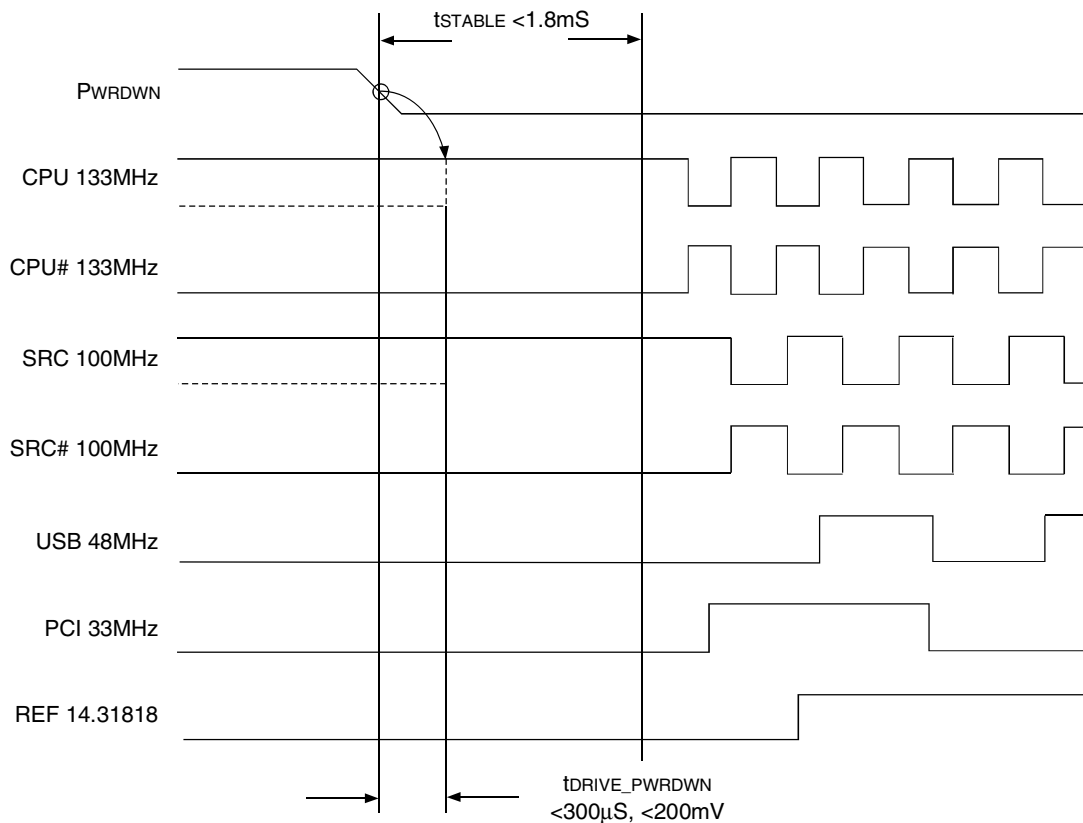 tSTABLE <1.8mS
PWRDWN
CPU 133MHz
CPU# 133MHz
SRC 100MHz
SRC# 100MHz
USB 48MHz
PCI 33MHz
REF 14.31818
tDRIVE_PWRDWN
<300µS, <200mV